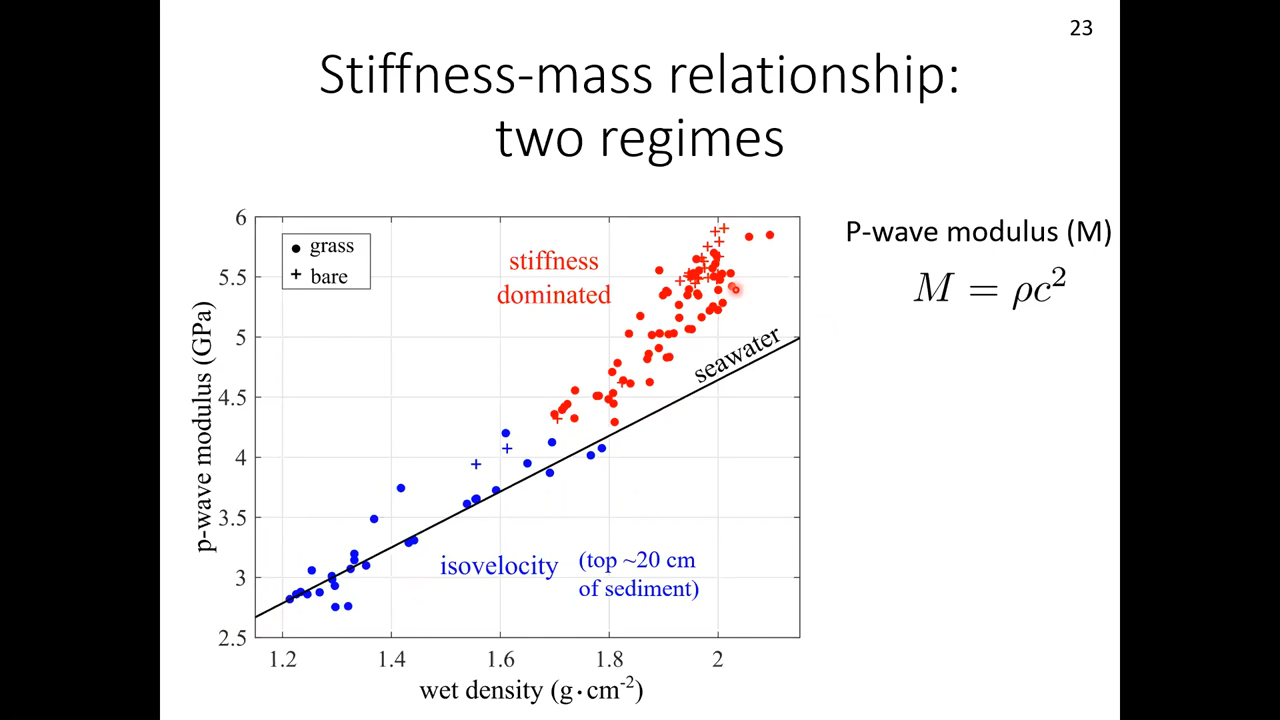 23
Stiffness-mass relationship:
two regimes
P-wave modulus (M)
M = ρc²
grass
bare
stiffness
dominated
seawater
isovelocity
(top ~20 cm
of sediment)
6
5.5
5
4.5
4
3.5
3
2.5
p-wave modulus (GPa)
1.2 1.4 1.6 1.8 2
wet density (g·cm⁻²)